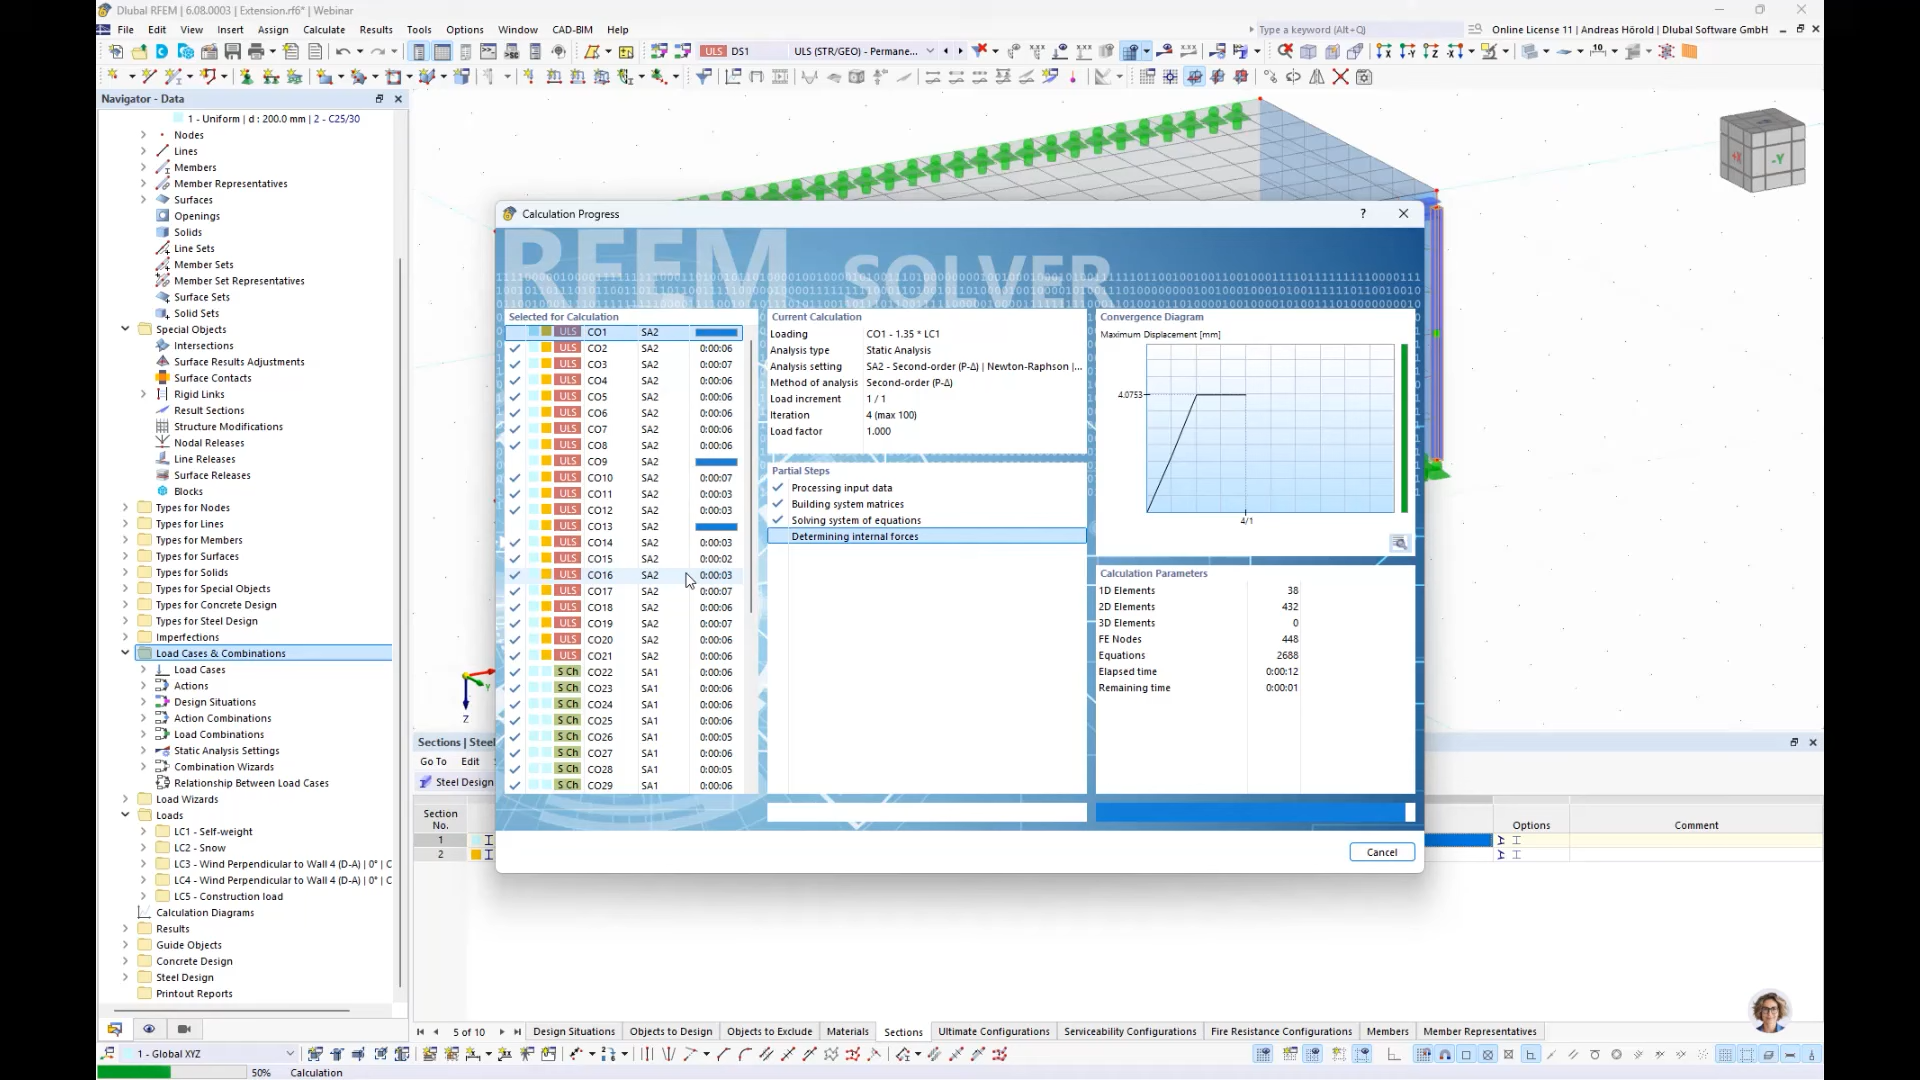 Dlubal RFEM | 6.08.0003 | Extension.rf6* | Webinar
File Edit View Insert Assign Calculate Results Tools Options Window CAD-BIM Help
Type a keyword (Alt+Q)
Online License 11 | Andreas Hörold | Dlubal Software GmbH
ULS DS1 ULS (STR/GEO) - Permane...
Navigator - Data
1 - Uniform | d : 200.0 mm | 2 - C25/30
Nodes
Lines
Members
Member Representatives
Surfaces
Openings
Solids
Line Sets
Member Sets
Member Set Representatives
Surface Sets
Solid Sets
Special Objects
Intersections
Surface Results Adjustments
Surface Contacts
Rigid Links
Result Sections
Structure Modifications
Nodal Releases
Line Releases
Surface Releases
Blocks
Types for Nodes
Types for Lines
Types for Members
Types for Surfaces
Types for Solids
Types for Special Objects
Types for Concrete Design
Types for Steel Design
Imperfections
Load Cases & Combinations
Load Cases
Actions
Design Situations
Action Combinations
Load Combinations
Static Analysis Settings
Combination Wizards
Relationship Between Load Cases
Load Wizards
Loads
LC1 - Self-weight
LC2 - Snow
LC3 - Wind Perpendicular to Wall 4 (D-A) | 0° | C
LC4 - Wind Perpendicular to Wall 4 (D-A) | 0° | C
LC5 - Construction load
Calculation Diagrams
Results
Guide Objects
Concrete Design
Steel Design
Printout Reports
1 - Global XYZ
50% Calculation
+X -Y
Y
Z
Calculation Progress
?
RFEM SOLVER
Selected for Calculation
ULS CO1 SA2
ULS CO2 SA2 0:00:06
ULS CO3 SA2 0:00:07
ULS CO4 SA2 0:00:06
ULS CO5 SA2 0:00:06
ULS CO6 SA2 0:00:06
ULS CO7 SA2 0:00:06
ULS CO8 SA2 0:00:06
ULS CO9 SA2
ULS CO10 SA2 0:00:07
ULS CO11 SA2 0:00:03
ULS CO12 SA2 0:00:03
ULS CO13 SA2
ULS CO14 SA2 0:00:03
ULS CO15 SA2 0:00:02
ULS CO16 SA2 0:00:03
ULS CO17 SA2 0:00:07
ULS CO18 SA2 0:00:06
ULS CO19 SA2 0:00:07
ULS CO20 SA2 0:00:06
ULS CO21 SA2 0:00:06
S Ch CO22 SA1 0:00:06
S Ch CO23 SA1 0:00:06
S Ch CO24 SA1 0:00:06
S Ch CO25 SA1 0:00:06
S Ch CO26 SA1 0:00:05
S Ch CO27 SA1 0:00:06
S Ch CO28 SA1 0:00:05
S Ch CO29 SA1 0:00:06
Current Calculation
Loading CO1 - 1.35 * LC1
Analysis type Static Analysis
Analysis setting SA2 - Second-order (P-Δ) | Newton-Raphson |...
Method of analysis Second-order (P-Δ)
Load increment 1 / 1
Iteration 4 (max 100)
Load factor 1.000
Partial Steps
Processing input data
Building system matrices
Solving system of equations
Determining internal forces
Convergence Diagram
Maximum Displacement [mm]
4.0753
4/1
Calculation Parameters
1D Elements 38
2D Elements 432
3D Elements 0
FE Nodes 448
Equations 2688
Elapsed time 0:00:12
Remaining time 0:00:01
Cancel
Sections | Steel
Go To Edit
Steel Design
Section
No.
1
2
Options Comment
5 of 10 Design Situations Objects to Design Objects to Exclude Materials Sections Ultimate Configurations Serviceability Configurations Fire Resistance Configurations Members Member Representatives